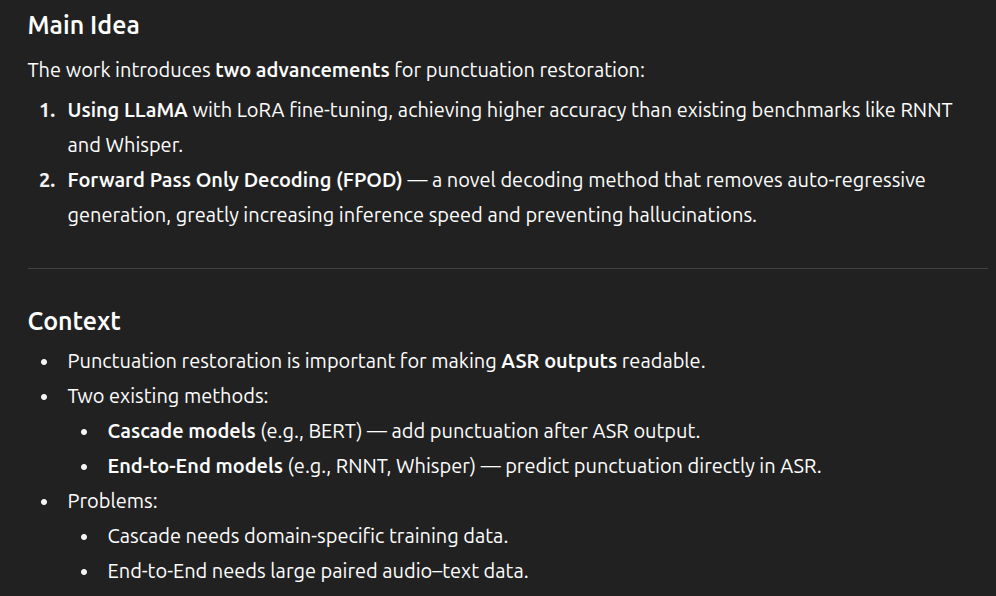 Main Idea
The work introduces two advancements for punctuation restoration:
1. Using LLaMA with LoRA fine-tuning, achieving higher accuracy than existing benchmarks like RNNT
and Whisper.
2. Forward Pass Only Decoding (FPOD) — a novel decoding method that removes auto-regressive
generation, greatly increasing inference speed and preventing hallucinations.
Context
• Punctuation restoration is important for making ASR outputs readable.
• Two existing methods:
• Cascade models (e.g., BERT) — add punctuation after ASR output.
• End-to-End models (e.g., RNNT, Whisper) — predict punctuation directly in ASR.
• Problems:
• Cascade needs domain-specific training data.
• End-to-End needs large paired audio–text data.